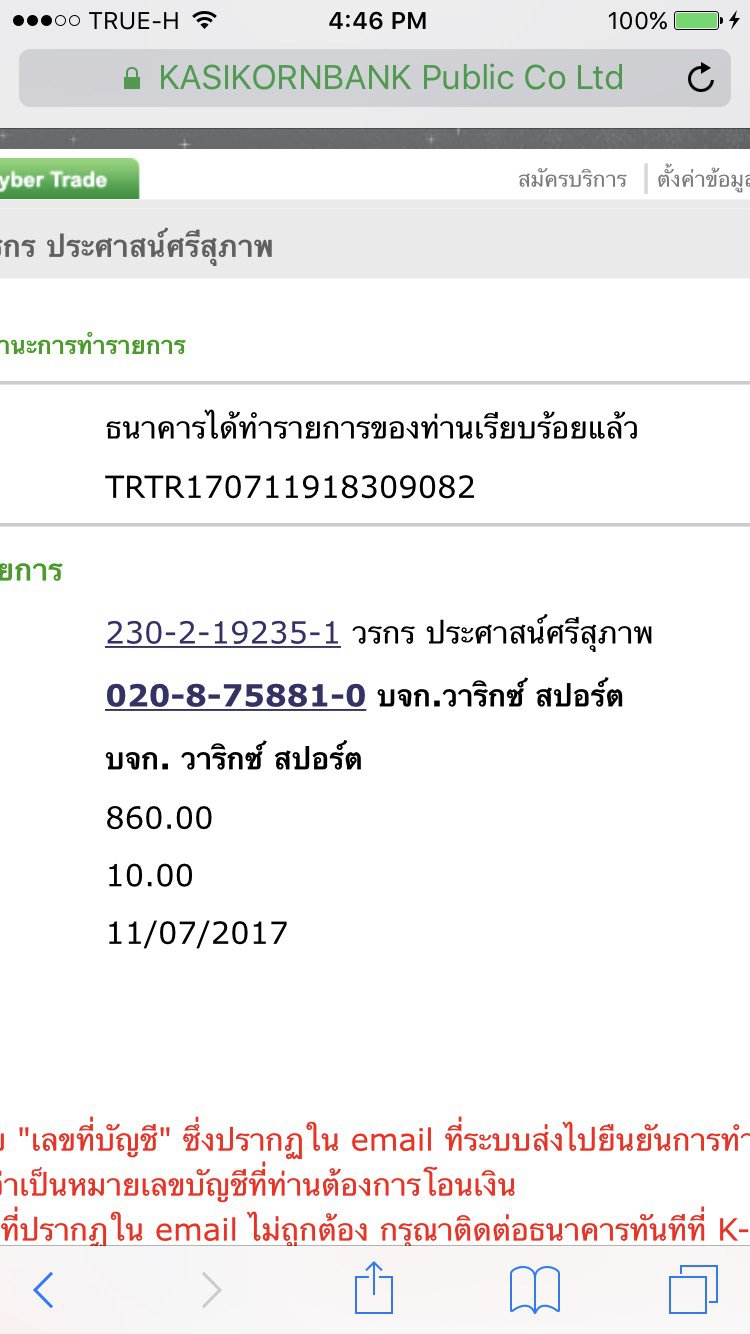 TRUE-H 4:46 PM 100%
KASIKORNBANK Public Co Ltd
yber Trade สมัครบริการ ตั้งค่าข้อมูล
รกร ประศาสน์ศรีสุภาพ
านะการทำรายการ
ธนาคารได้ทำรายการของท่านเรียบร้อยแล้ว
TRTR170711918309082
ยการ
230-2-19235-1 วรกร ประศาสน์ศรีสุภาพ
020-8-75881-0 บจก.วาริกซ์ สปอร์ต
บจก. วาริกซ์ สปอร์ต
860.00
10.00
11/07/2017
"เลขที่บัญชี" ซึ่งปรากฏใน email ที่ระบบส่งไปยืนยันการทำ
ว่าเป็นหมายเลขบัญชีที่ท่านต้องการโอนเงิน
ที่ปรากฏใน email ไม่ถูกต้อง กรุณาติดต่อธนาคารทันทีที่ K-